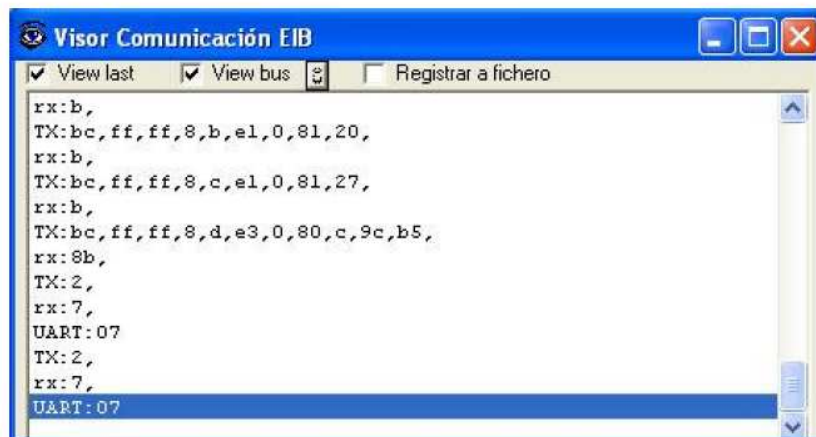 Visor Comunicación EIB
View last View bus Registrar a fichero
rx:b,
TX:bc,ff,ff,8,b,e1,0,81,20,
rx:b,
TX:bc,ff,ff,8,c,e1,0,81,27,
rx:b,
TX:bc,ff,ff,8,d,e3,0,80,c,9c,b5,
rx:8b,
TX:2,
rx:7,
UART:07
TX:2,
rx:7,
UART:07